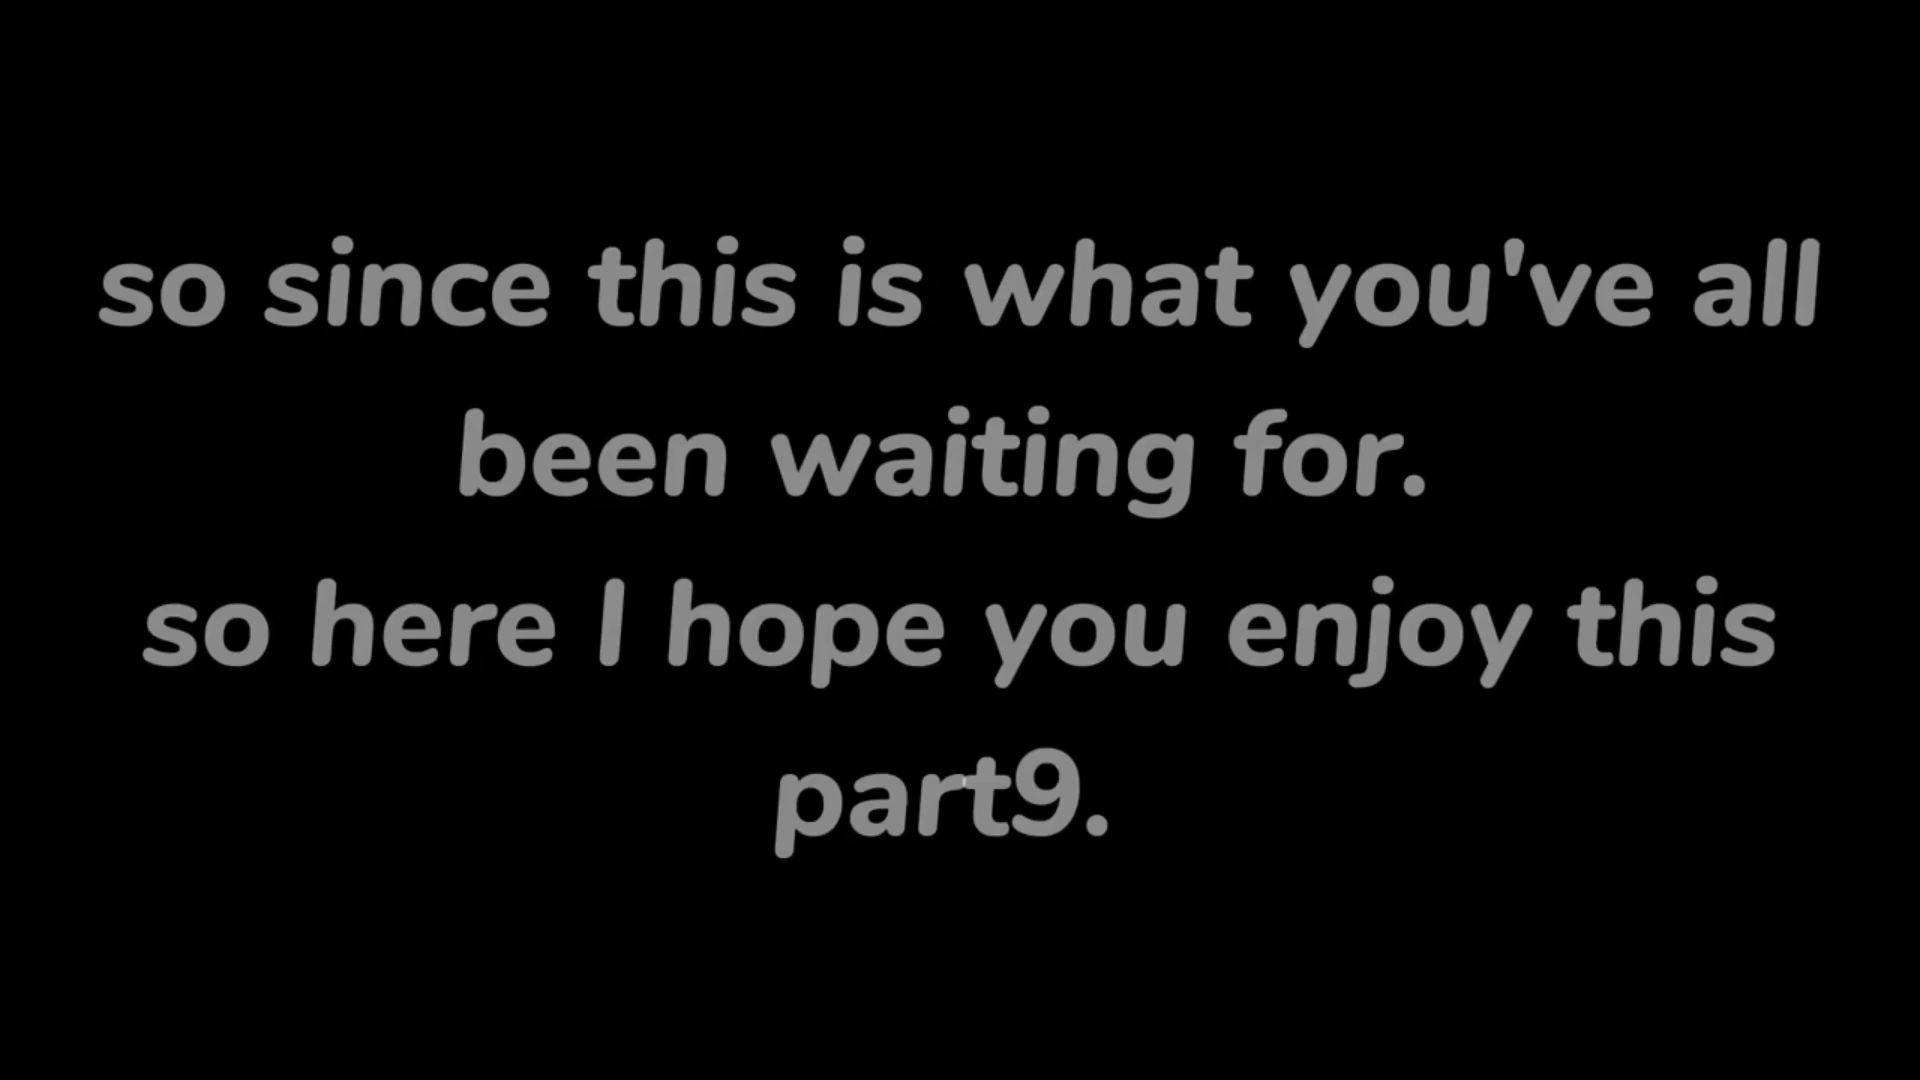 so since this is what you've all
been waiting for.
so here I hope you enjoy this
part9.